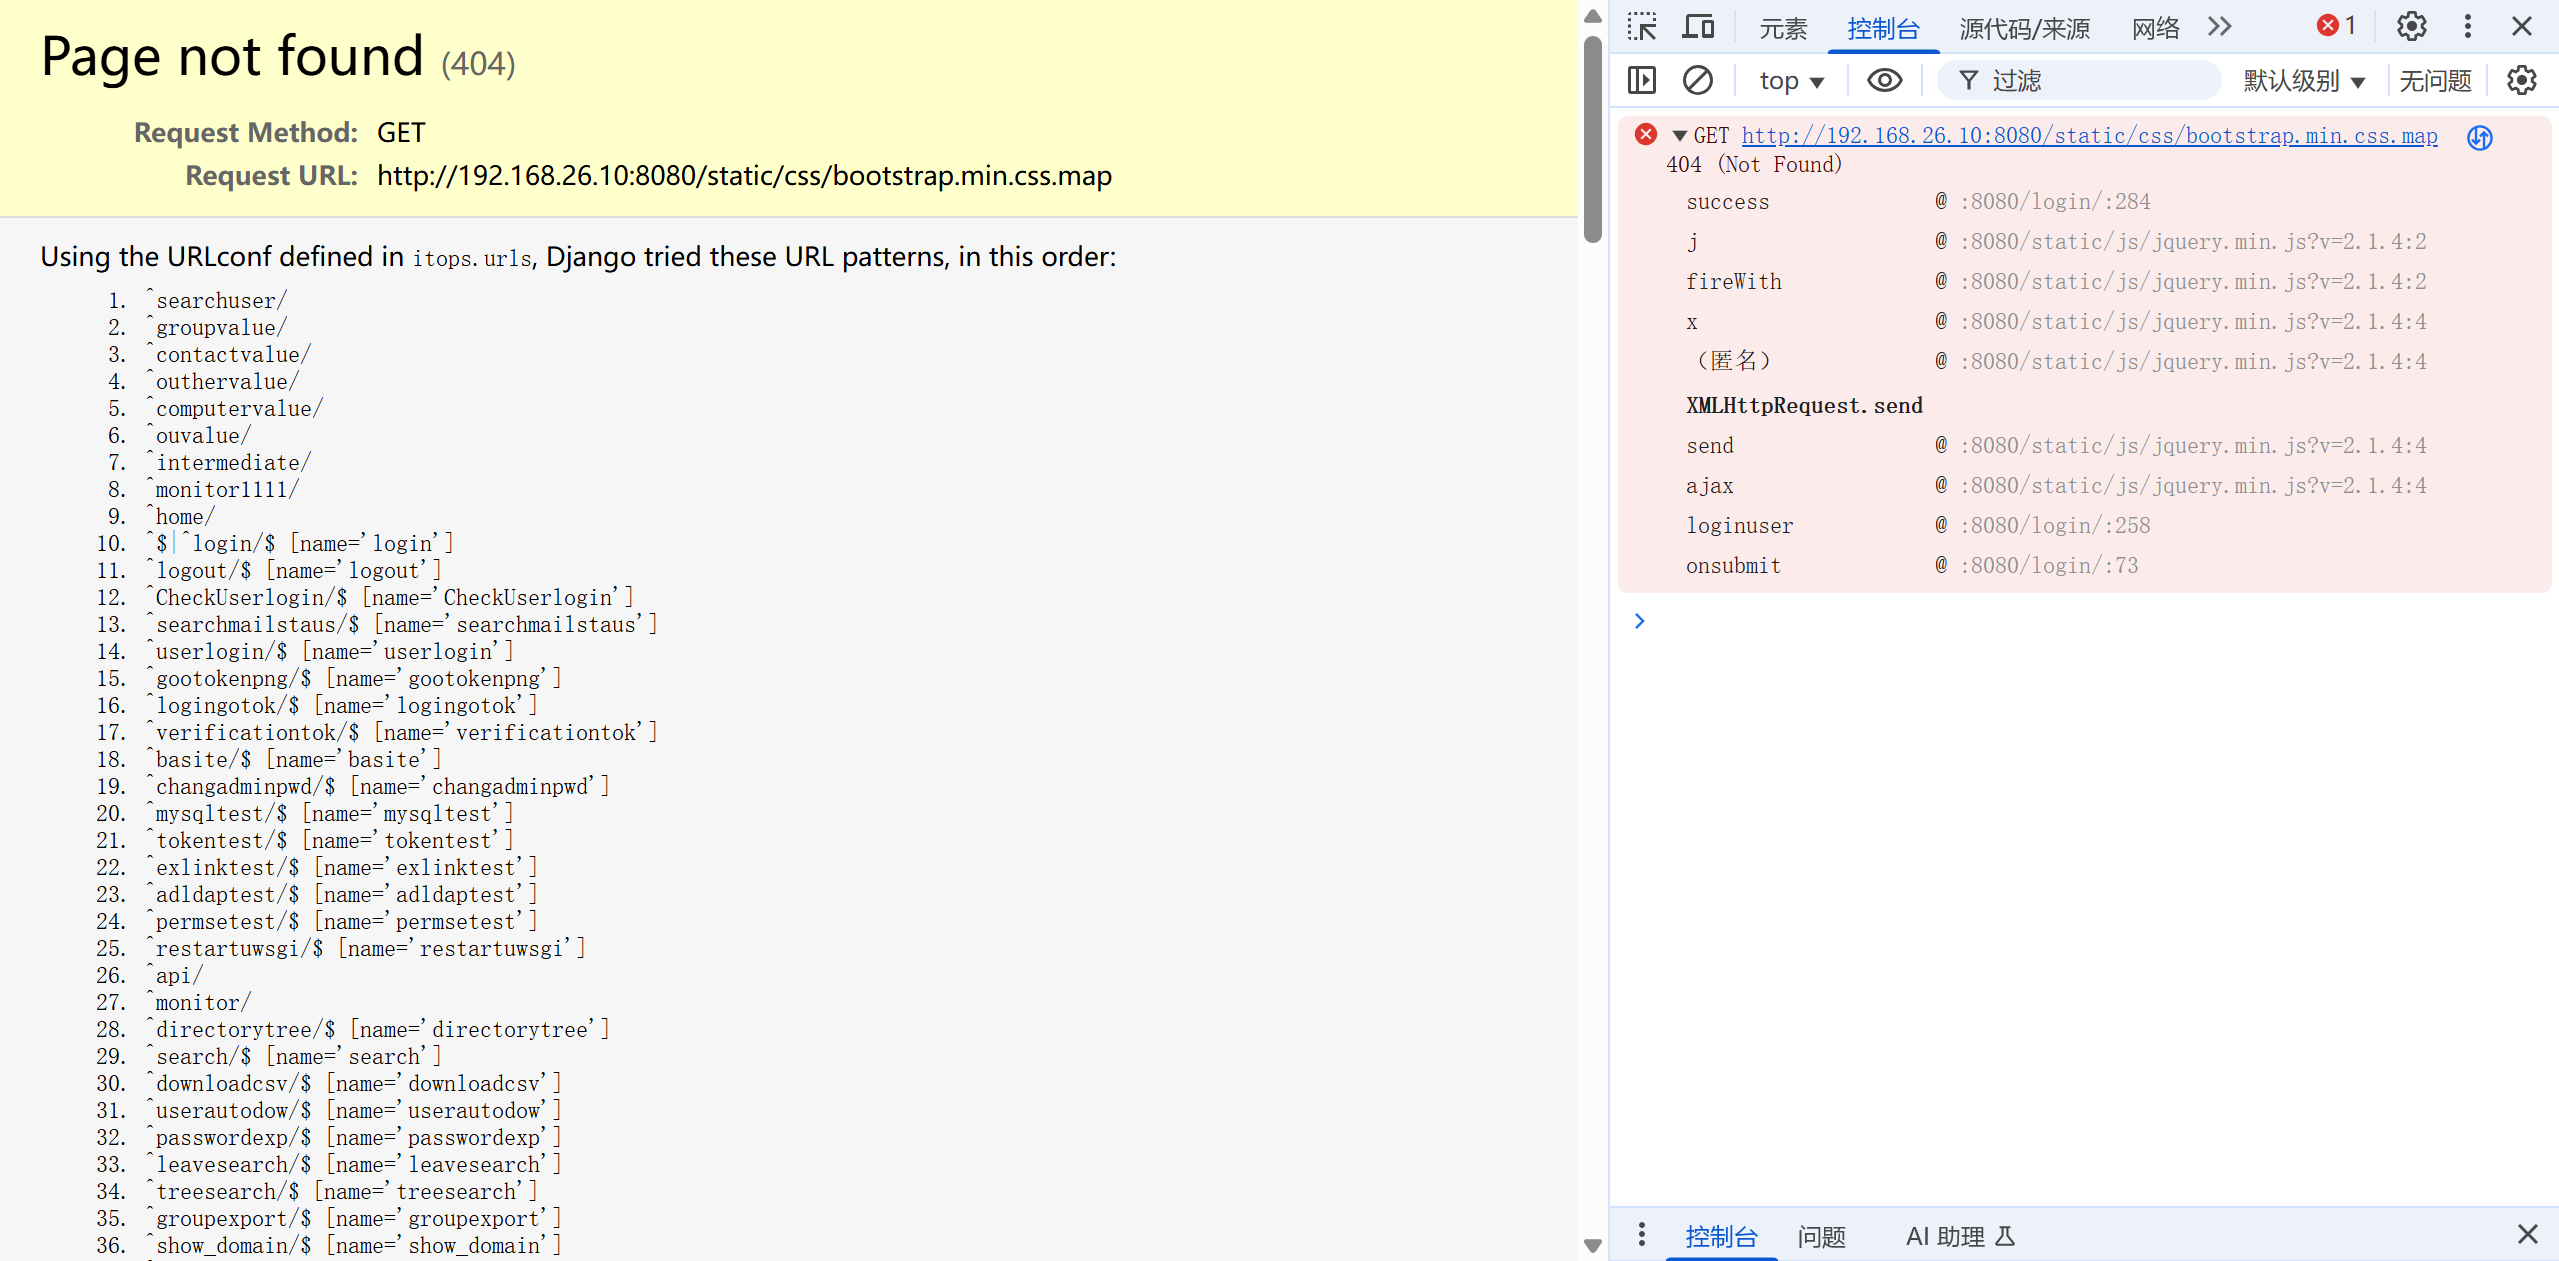 Page not found (404)
Request Method: GET
Request URL: http://192.168.26.10:8080/static/css/bootstrap.min.css.map
Using the URLconf defined in itops.urls, Django tried these URL patterns, in this order:
1. ^searchuser/
2. ^groupvalue/
3. ^contactvalue/
4. ^outhervalue/
5. ^computervalue/
6. ^ouvalue/
7. ^intermediate/
8. ^monitor1111/
9. ^home/
10. ^$|^login/$ [name='login']
11. ^logout/$ [name='logout']
12. ^CheckUserlogin/$ [name='CheckUserlogin']
13. ^searchmailstaus/$ [name='searchmailstaus']
14. ^userlogin/$ [name='userlogin']
15. ^gootokenpng/$ [name='gootokenpng']
16. ^logingotok/$ [name='logingotok']
17. ^verificationtok/$ [name='verificationtok']
18. ^basite/$ [name='basite']
19. ^changadminpwd/$ [name='changadminpwd']
20. ^mysqltest/$ [name='mysqltest']
21. ^tokentest/$ [name='tokentest']
22. ^exlinktest/$ [name='exlinktest']
23. ^adldaptest/$ [name='adldaptest']
24. ^permsetest/$ [name='permsetest']
25. ^restartuwsgi/$ [name='restartuwsgi']
26. ^api/
27. ^monitor/
28. ^directorytree/$ [name='directorytree']
29. ^search/$ [name='search']
30. ^downloadcsv/$ [name='downloadcsv']
31. ^userautodow/$ [name='userautodow']
32. ^passwordexp/$ [name='passwordexp']
33. ^leavesearch/$ [name='leavesearch']
34. ^treesearch/$ [name='treesearch']
35. ^groupexport/$ [name='groupexport']
36. ^show_domain/$ [name='show_domain']
元素 控制台 源代码/来源 网络 1
top 过滤 默认级别 无问题
GET http://192.168.26.10:8080/static/css/bootstrap.min.css.map
404 (Not Found)
success @ :8080/login/:284
j @ :8080/static/js/jquery.min.js?v=2.1.4:2
fireWith @ :8080/static/js/jquery.min.js?v=2.1.4:2
x @ :8080/static/js/jquery.min.js?v=2.1.4:4
（匿名） @ :8080/static/js/jquery.min.js?v=2.1.4:4
XMLHttpRequest.send
send @ :8080/static/js/jquery.min.js?v=2.1.4:4
ajax @ :8080/static/js/jquery.min.js?v=2.1.4:4
loginuser @ :8080/login/:258
onsubmit @ :8080/login/:73
控制台 问题 AI 助理